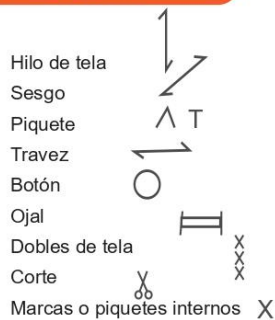 Hilo de tela
Sesgo
Piquete T
Travez
Botón
Ojal
Dobles de tela
X
X
X
Corte
Marcas o piquetes internos X